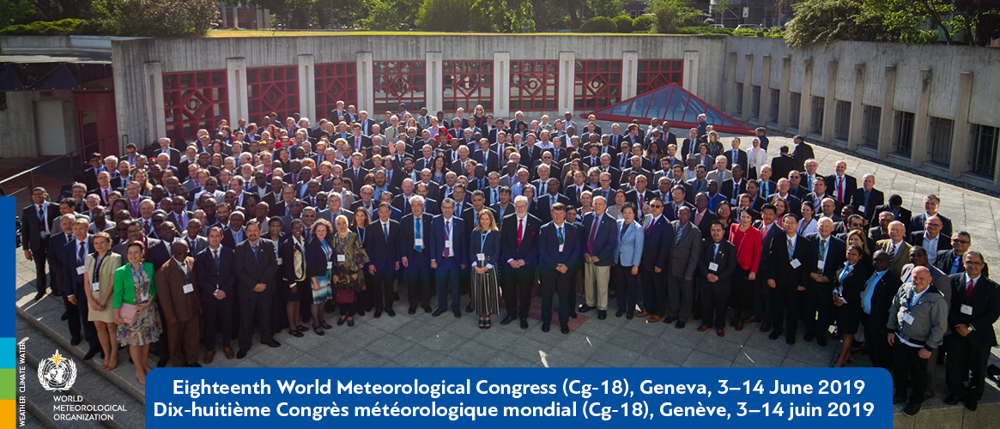 WEATHER CLIMATE WATER
WORLD
METEOROLOGICAL
ORGANIZATION
Eighteenth World Meteorological Congress (Cg-18), Geneva, 3–14 June 2019
Dix-huitième Congrès météorologique mondial (Cg-18), Genève, 3–14 juin 2019